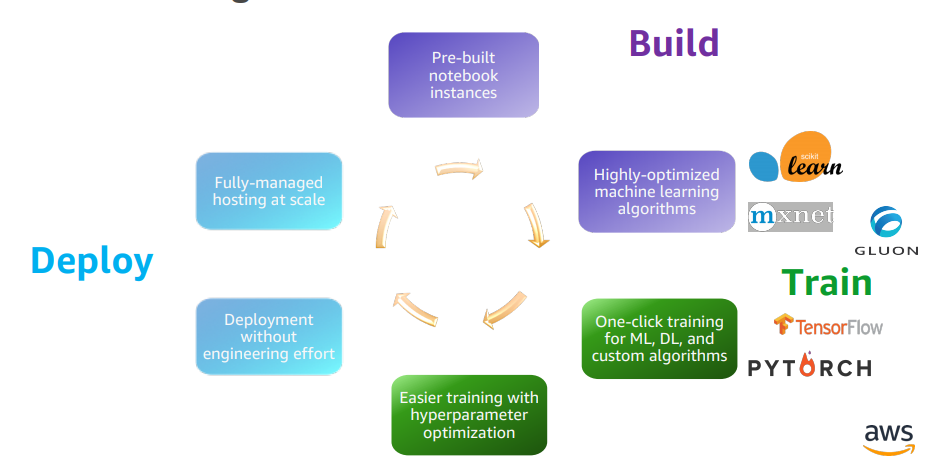 Build
Pre-built
notebook
instances
Fully-managed
hosting at scale
Highly-optimized
machine learning
algorithms
scikit
learn
mxnet
GLUON
Deploy
Train
Deployment
without
engineering effort
One-click training
for ML, DL, and
custom algorithms
TensorFlow
PYTORCH
Easier training with
hyperparameter
optimization
aws